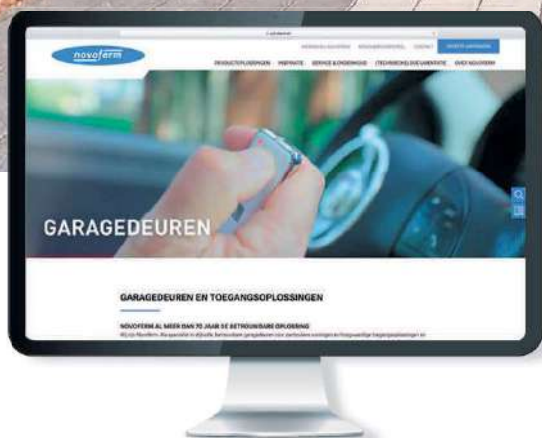 novoferm
CONTACT
PRODUCTOPLOSSINGEN INSPIRATIE SERVICE & ONDERHOUD (TECHNISCHE) DOCUMENTATIE OVER NOVOFERM
GARAGEDEUREN
GARAGEDEUREN EN TOEGANGSOPLOSSINGEN
NOVOFERM AL MEER DAN 70 JAAR DE BETROUWBARE OPLOSSING